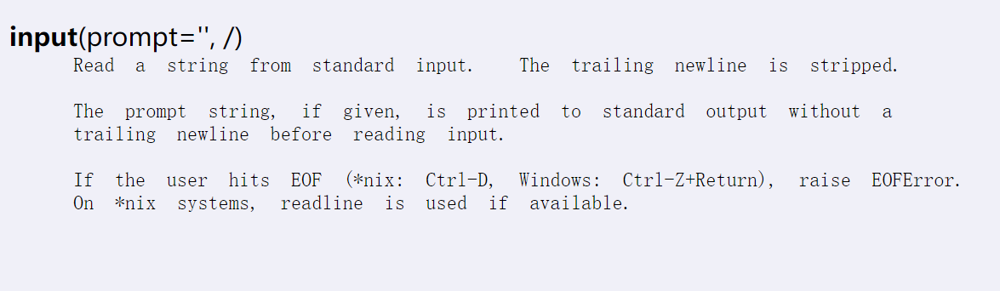 input(prompt='', /)
Read a string from standard input. The trailing newline is stripped.
The prompt string, if given, is printed to standard output without a
trailing newline before reading input.
If the user hits EOF (*nix: Ctrl-D, Windows: Ctrl-Z+Return), raise EOFError.
On *nix systems, readline is used if available.